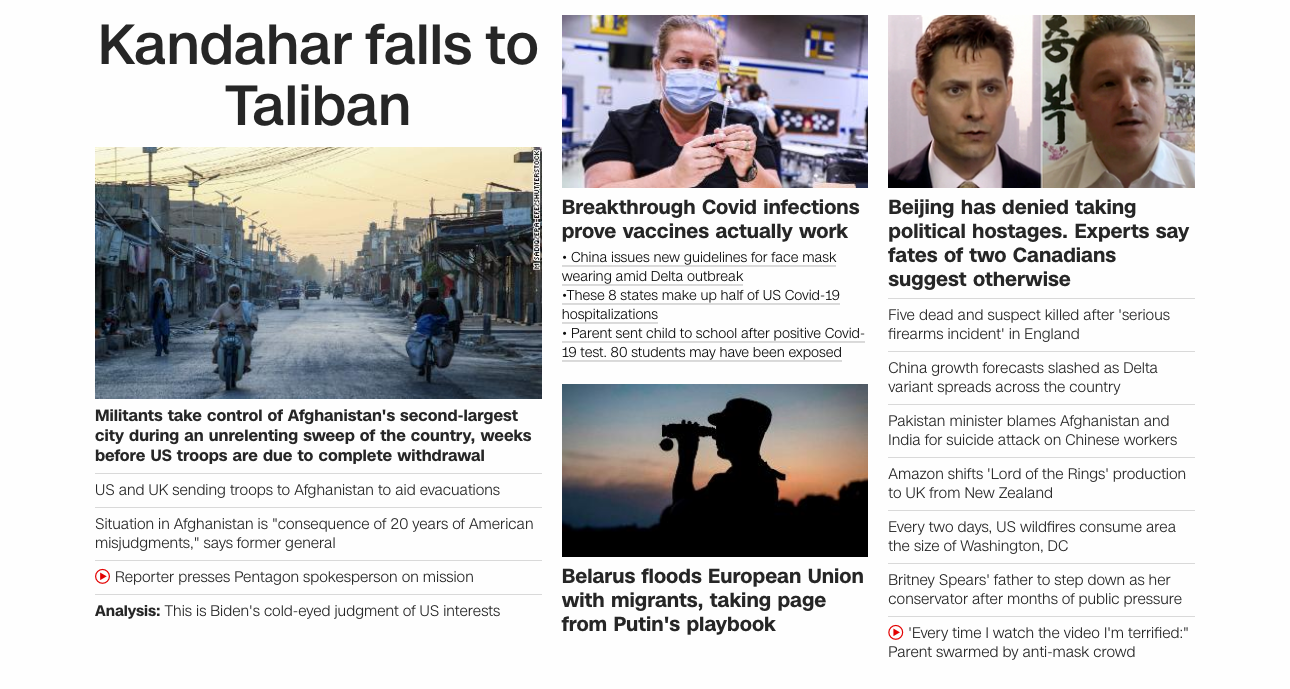 Kandahar falls to
Taliban
Militants take control of Afghanistan's second-largest
city during an unrelenting sweep of the country, weeks
before US troops are due to complete withdrawal
US and UK sending troops to Afghanistan to aid evacuations
Situation in Afghanistan is "consequence of 20 years of American
misjudgments," says former general
Reporter presses Pentagon spokesperson on mission
Analysis: This is Biden's cold-eyed judgment of US interests
Breakthrough Covid infections
prove vaccines actually work
• China issues new guidelines for face mask
wearing amid Delta outbreak
•These 8 states make up half of US Covid-19
hospitalizations
• Parent sent child to school after positive Covid-
19 test. 80 students may have been exposed
Belarus floods European Union
with migrants, taking page
from Putin's playbook
충
복
Beijing has denied taking
political hostages. Experts say
fates of two Canadians
suggest otherwise
Five dead and suspect killed after 'serious
firearms incident' in England
China growth forecasts slashed as Delta
variant spreads across the country
Pakistan minister blames Afghanistan and
India for suicide attack on Chinese workers
Amazon shifts 'Lord of the Rings' production
to UK from New Zealand
Every two days, US wildfires consume area
the size of Washington, DC
Britney Spears' father to step down as her
conservator after months of public pressure
'Every time I watch the video I'm terrified:"
Parent swarmed by anti-mask crowd